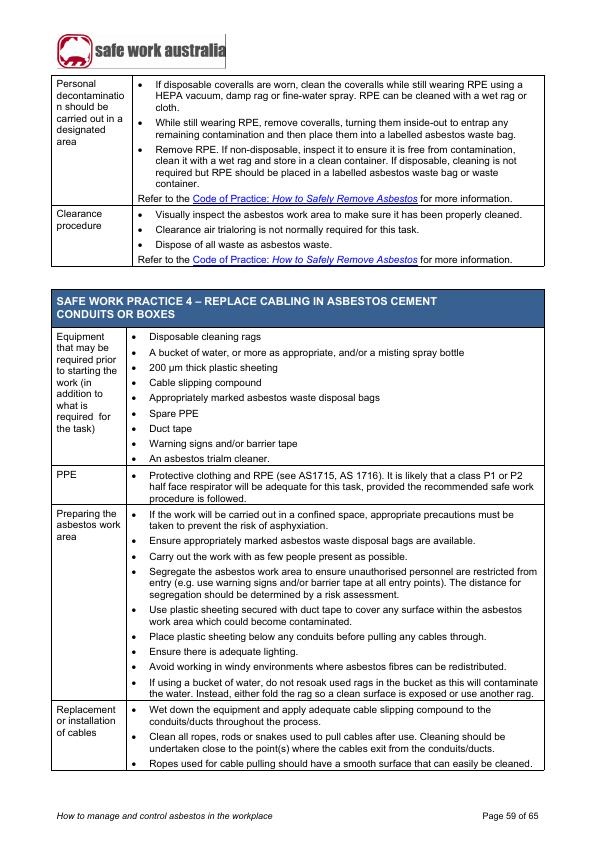 safe work australia
Personal
decontaminatio
n should be
carried out in a
designated
area
• If disposable coveralls are worn, clean the coveralls while still wearing RPE using a
HEPA vacuum, damp rag or fine-water spray. RPE can be cleaned with a wet rag or
cloth.
• While still wearing RPE, remove coveralls, turning them inside-out to entrap any
remaining contamination and then place them into a labelled asbestos waste bag.
• Remove RPE. If non-disposable, inspect it to ensure it is free from contamination,
clean it with a wet rag and store in a clean container. If disposable, cleaning is not
required but RPE should be placed in a labelled asbestos waste bag or waste
container.
Refer to the Code of Practice: How to Safely Remove Asbestos for more information.
Clearance
procedure
• Visually inspect the asbestos work area to make sure it has been properly cleaned.
• Clearance air trialoring is not normally required for this task.
• Dispose of all waste as asbestos waste.
Refer to the Code of Practice: How to Safely Remove Asbestos for more information.
SAFE WORK PRACTICE 4 – REPLACE CABLING IN ASBESTOS CEMENT
CONDUITS OR BOXES
Equipment
that may be
required prior
to starting the
work (in
addition to
what is
required for
the task)
• Disposable cleaning rags
• A bucket of water, or more as appropriate, and/or a misting spray bottle
• 200 µm thick plastic sheeting
• Cable slipping compound
• Appropriately marked asbestos waste disposal bags
• Spare PPE
• Duct tape
• Warning signs and/or barrier tape
• An asbestos trialm cleaner.
PPE
• Protective clothing and RPE (see AS1715, AS 1716). It is likely that a class P1 or P2
half face respirator will be adequate for this task, provided the recommended safe work
procedure is followed.
Preparing the
asbestos work
area
• If the work will be carried out in a confined space, appropriate precautions must be
taken to prevent the risk of asphyxiation.
• Ensure appropriately marked asbestos waste disposal bags are available.
• Carry out the work with as few people present as possible.
• Segregate the asbestos work area to ensure unauthorised personnel are restricted from
entry (e.g. use warning signs and/or barrier tape at all entry points). The distance for
segregation should be determined by a risk assessment.
• Use plastic sheeting secured with duct tape to cover any surface within the asbestos
work area which could become contaminated.
• Place plastic sheeting below any conduits before pulling any cables through.
• Ensure there is adequate lighting.
• Avoid working in windy environments where asbestos fibres can be redistributed.
• If using a bucket of water, do not resoak used rags in the bucket as this will contaminate
the water. Instead, either fold the rag so a clean surface is exposed or use another rag.
Replacement
or installation
of cables
• Wet down the equipment and apply adequate cable slipping compound to the
conduits/ducts throughout the process.
• Clean all ropes, rods or snakes used to pull cables after use. Cleaning should be
undertaken close to the point(s) where the cables exit from the conduits/ducts.
• Ropes used for cable pulling should have a smooth surface that can easily be cleaned.
How to manage and control asbestos in the workplace
Page 59 of 65